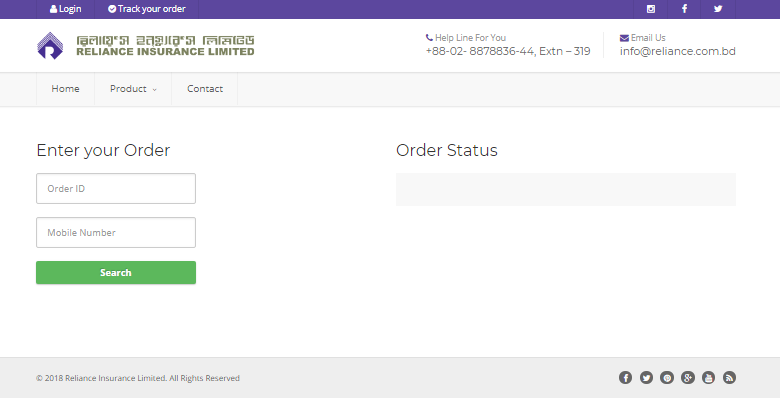 Login
Track your order
রিলায়েন্স ইনস্যুরেন্স লিমিটেড
RELIANCE INSURANCE LIMITED
Help Line For You
+88-02- 8878836-44, Extn – 319
Email Us
info@reliance.com.bd
Home
Product
Contact
Enter your Order
Order ID
Mobile Number
Search
Order Status
© 2018 Reliance Insurance Limited. All Rights Reserved